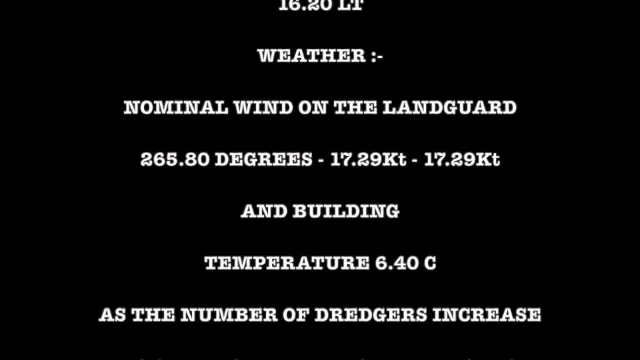 16.20 LT
WEATHER :-
NOMINAL WIND ON THE LANDGUARD
265.80 DEGREES - 17.29Kt - 17.29Kt
AND BUILDING
TEMPERATURE 6.40 C
AS THE NUMBER OF DREDGERS INCREASE